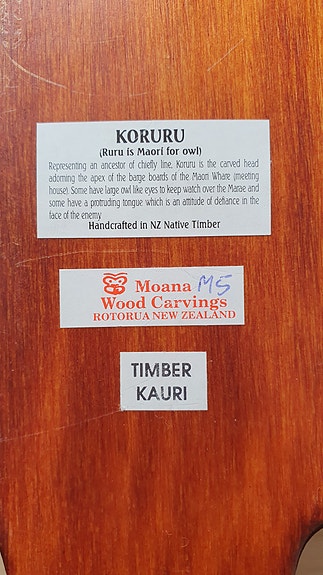 KORURU
(Ruru is Maori for owl)
Representing an ancestor of chiefly line, Koruru is the carved head
adorning the apex of the barge boards of the Maori Whare (meeting
house). Some have large owl like eyes to keep watch over the Marae and
some have a protruding tongue which is an attitude of defiance in the
face of the enemy
Handcrafted in NZ Native Timber
Moana M5
Wood Carvings
ROTORUA NEW ZEALAND
TIMBER
KAURI